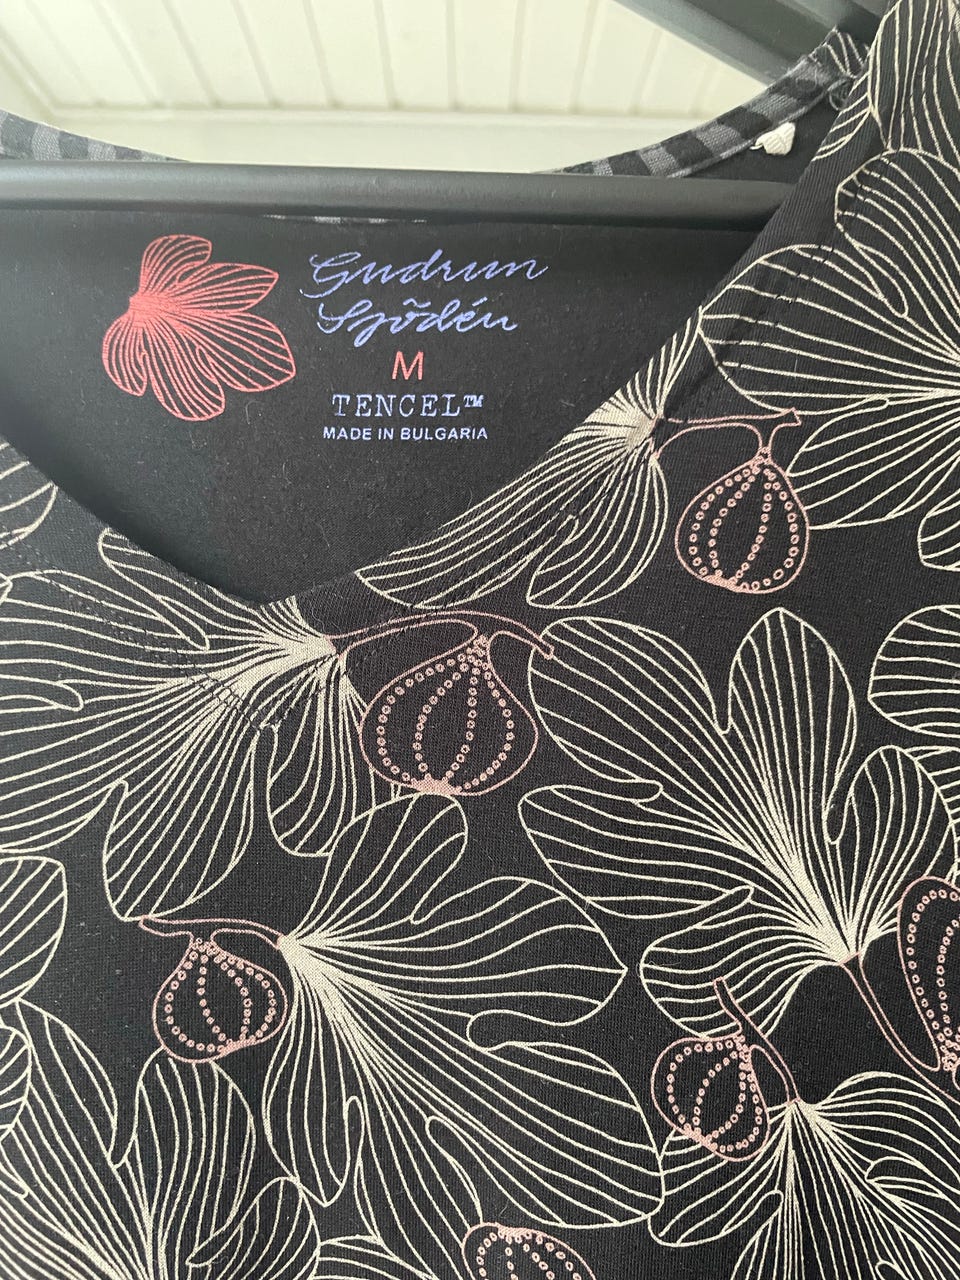 Gudrun
Sjödén
M
TENCEL™
MADE IN BULGARIA